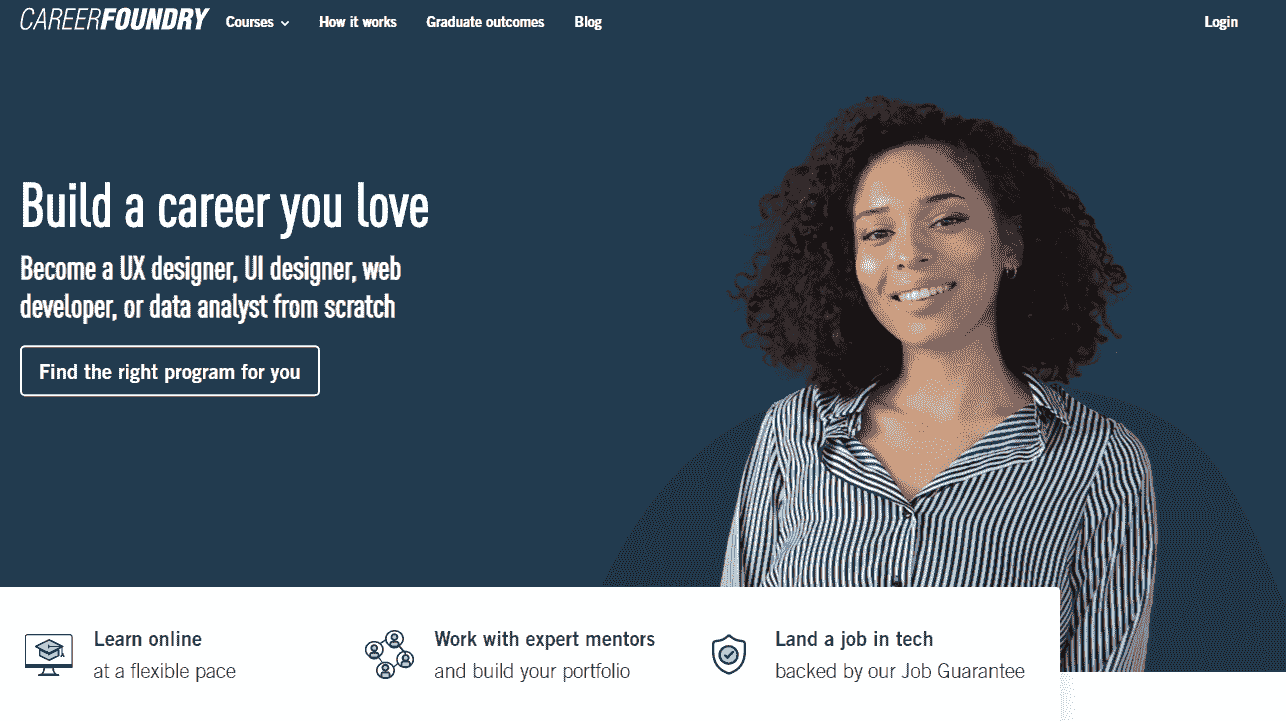 CAREERFOUNDRY Courses How it works Graduate outcomes Blog Login
Build a career you love
Become a UX designer, UI designer, web
developer, or data analyst from scratch
Find the right program for you
Learn online
at a flexible pace
Work with expert mentors
and build your portfolio
Land a job in tech
backed by our Job Guarantee